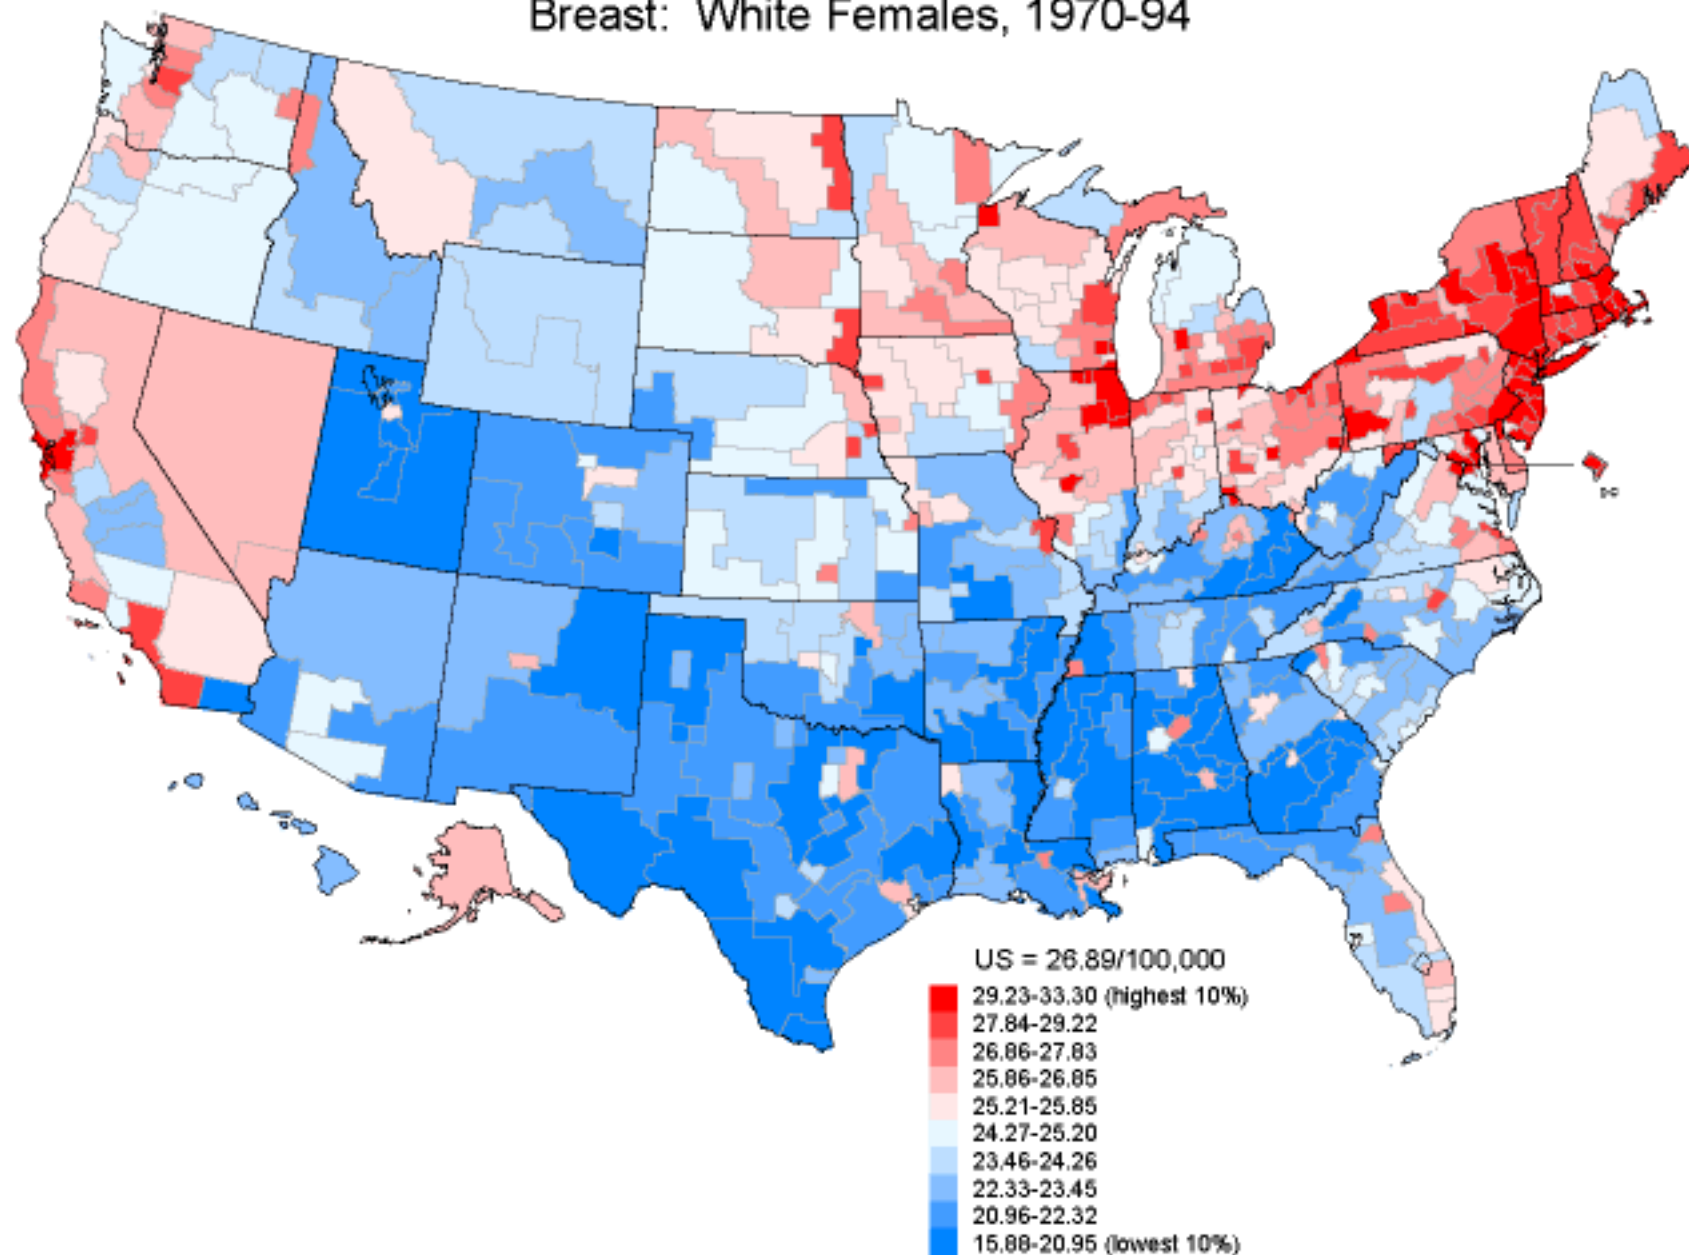 Breast: White Females, 1970-94
US = 26.89/100,000
29.23-33.30 (highest 10%)
27.84-29.22
26.86-27.83
25.86-26.85
25.21-25.85
24.27-25.20
23.46-24.26
22.33-23.45
20.96-22.32
15.88-20.95 (lowest 10%)